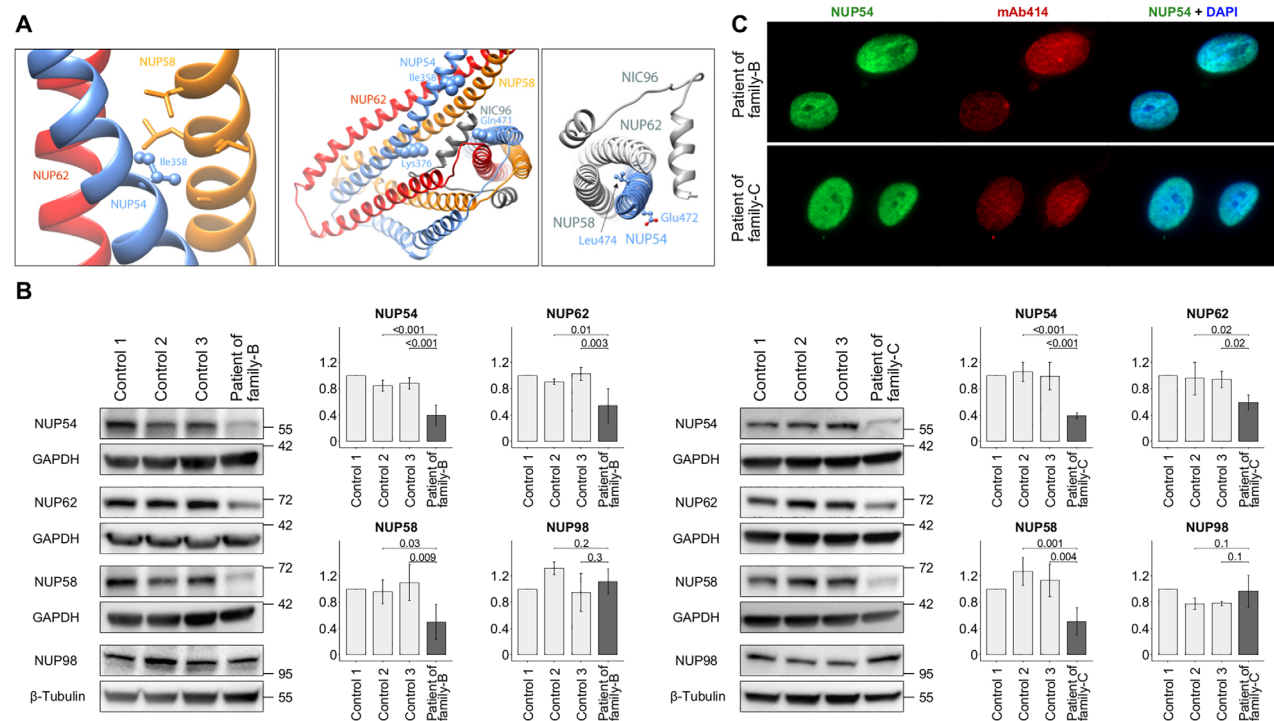 A
NUP58
Ile358
NUP62
NUP54
NUP54
Ile358
NUP58
NUP62
NIC96
Gln471
Lys376
NIC96
NUP62
NUP58
Glu472
Leu474
NUP54
C
NUP54
mAb414
NUP54 + DAPI
Patient of
family-B
Patient of
family-C
B
Control 1
Control 2
Control 3
Patient of
family-B
NUP54
55
42
GAPDH
NUP62
72
42
GAPDH
NUP58
72
42
GAPDH
NUP98
95
β-Tubulin
55
NUP54
<0.001
<0.001
1.2
0.8
0.4
0
Control 1
Control 2
Control 3
Patient of
family-B
NUP62
0.01
0.003
1.2
0.8
0.4
0
Control 1
Control 2
Control 3
Patient of
family-B
NUP58
0.03
0.009
1.2
0.8
0.4
0
Control 1
Control 2
Control 3
Patient of
family-B
NUP98
0.2
0.3
1.2
0.8
0.4
0
Control 1
Control 2
Control 3
Patient of
family-B
Control 1
Control 2
Control 3
Patient of
family-C
NUP54
55
42
GAPDH
NUP62
72
42
GAPDH
NUP58
72
42
GAPDH
NUP98
95
β-Tubulin
55
NUP54
<0.001
<0.001
1.2
0.8
0.4
0
Control 1
Control 2
Control 3
Patient of
family-C
NUP62
0.02
0.02
1.2
0.8
0.4
0
Control 1
Control 2
Control 3
Patient of
family-C
NUP58
0.001
0.004
1.2
0.8
0.4
0
Control 1
Control 2
Control 3
Patient of
family-C
NUP98
0.1
0.1
1.2
0.8
0.4
0
Control 1
Control 2
Control 3
Patient of
family-C